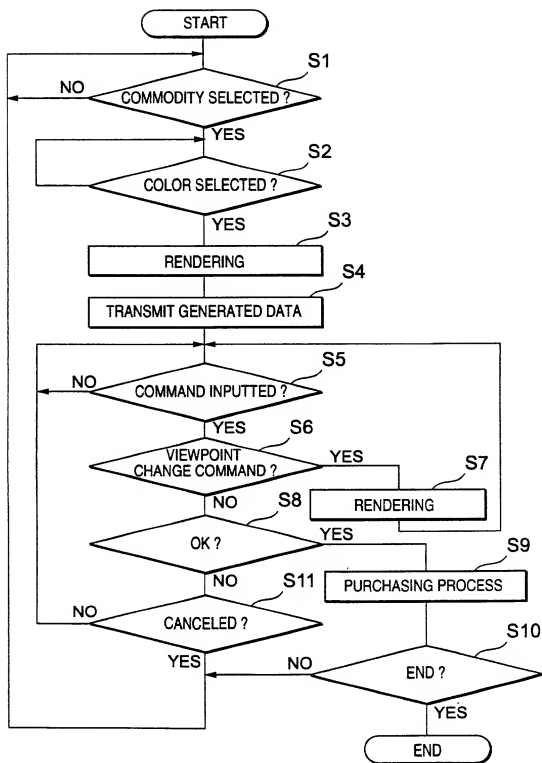 START
S1
NO
COMMODITY SELECTED ?
YES
S2
COLOR SELECTED ?
YES
S3
RENDERING
S4
TRANSMIT GENERATED DATA
S5
NO
COMMAND INPUTTED ?
YES
S6
VIEWPOINT
CHANGE COMMAND ?
YES
S7
NO
RENDERING
S8
OK ?
YES
S9
NO
PURCHASING PROCESS
S11
NO
CANCELED ?
S10
YES
NO
END ?
YES
END